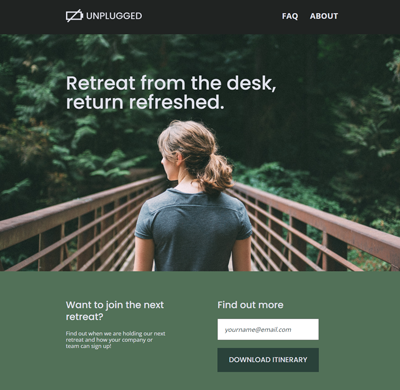 UNPLUGGED
FAQ ABOUT
Retreat from the desk,
return refreshed.
Want to join the next
retreat?
Find out when we are holding our next
retreat and how your company or
team can sign up!
Find out more
yourname@email.com
DOWNLOAD ITINERARY